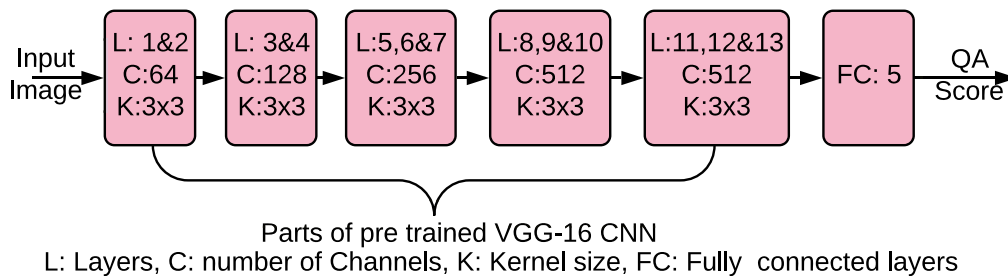 Input
Image
L: 1&2
C:64
K:3x3
L: 3&4
C:128
K:3x3
L:5,6&7
C:256
K:3x3
L:8,9&10
C:512
K:3x3
L:11,12&13
C:512
K:3x3
FC: 5
QA
Score
Parts of pre trained VGG-16 CNN
L: Layers, C: number of Channels, K: Kernel size, FC: Fully connected layers